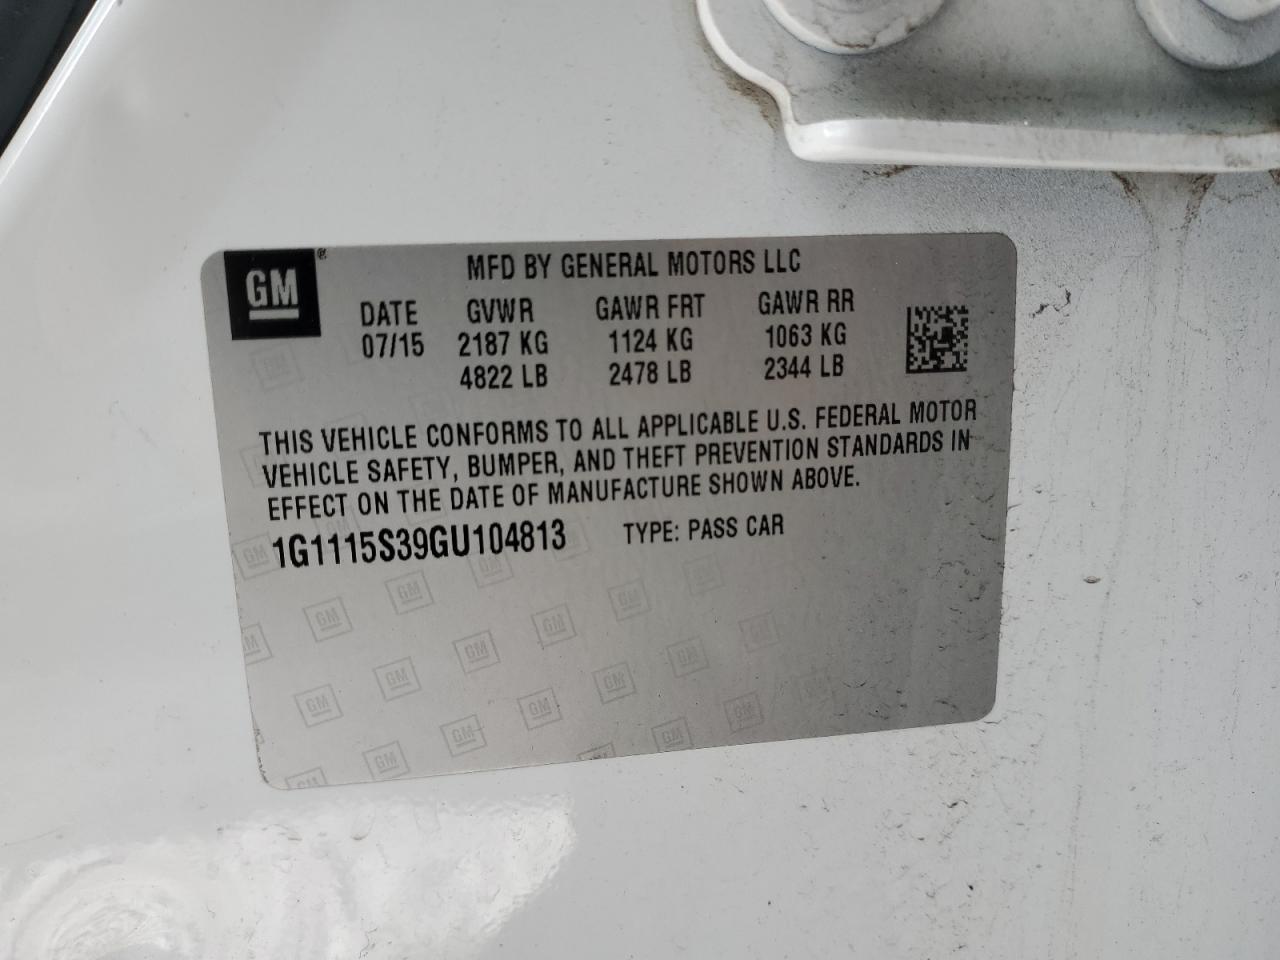 GM®
MFD BY GENERAL MOTORS LLC
DATE GVWR GAWR FRT GAWR RR
07/15 2187 KG 1124 KG 1063 KG
4822 LB 2478 LB 2344 LB
THIS VEHICLE CONFORMS TO ALL APPLICABLE U.S. FEDERAL MOTOR
VEHICLE SAFETY, BUMPER, AND THEFT PREVENTION STANDARDS IN
EFFECT ON THE DATE OF MANUFACTURE SHOWN ABOVE.
1G1115S39GU104813 TYPE: PASS CAR